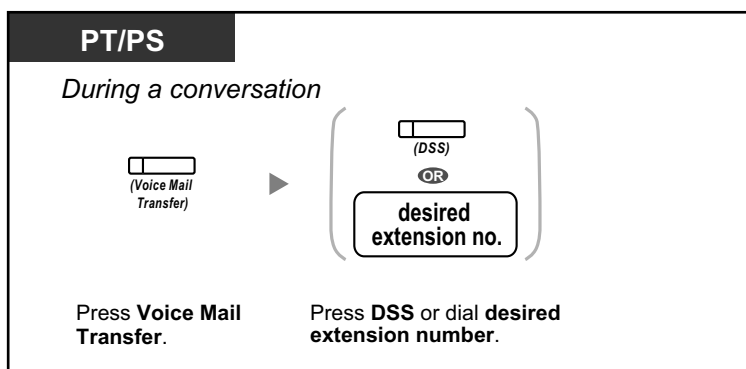 PT/PS
During a conversation
(Voice Mail
Transfer)
(DSS)
OR
desired
extension no.
Press Voice Mail
Transfer.
Press DSS or dial desired
extension number.